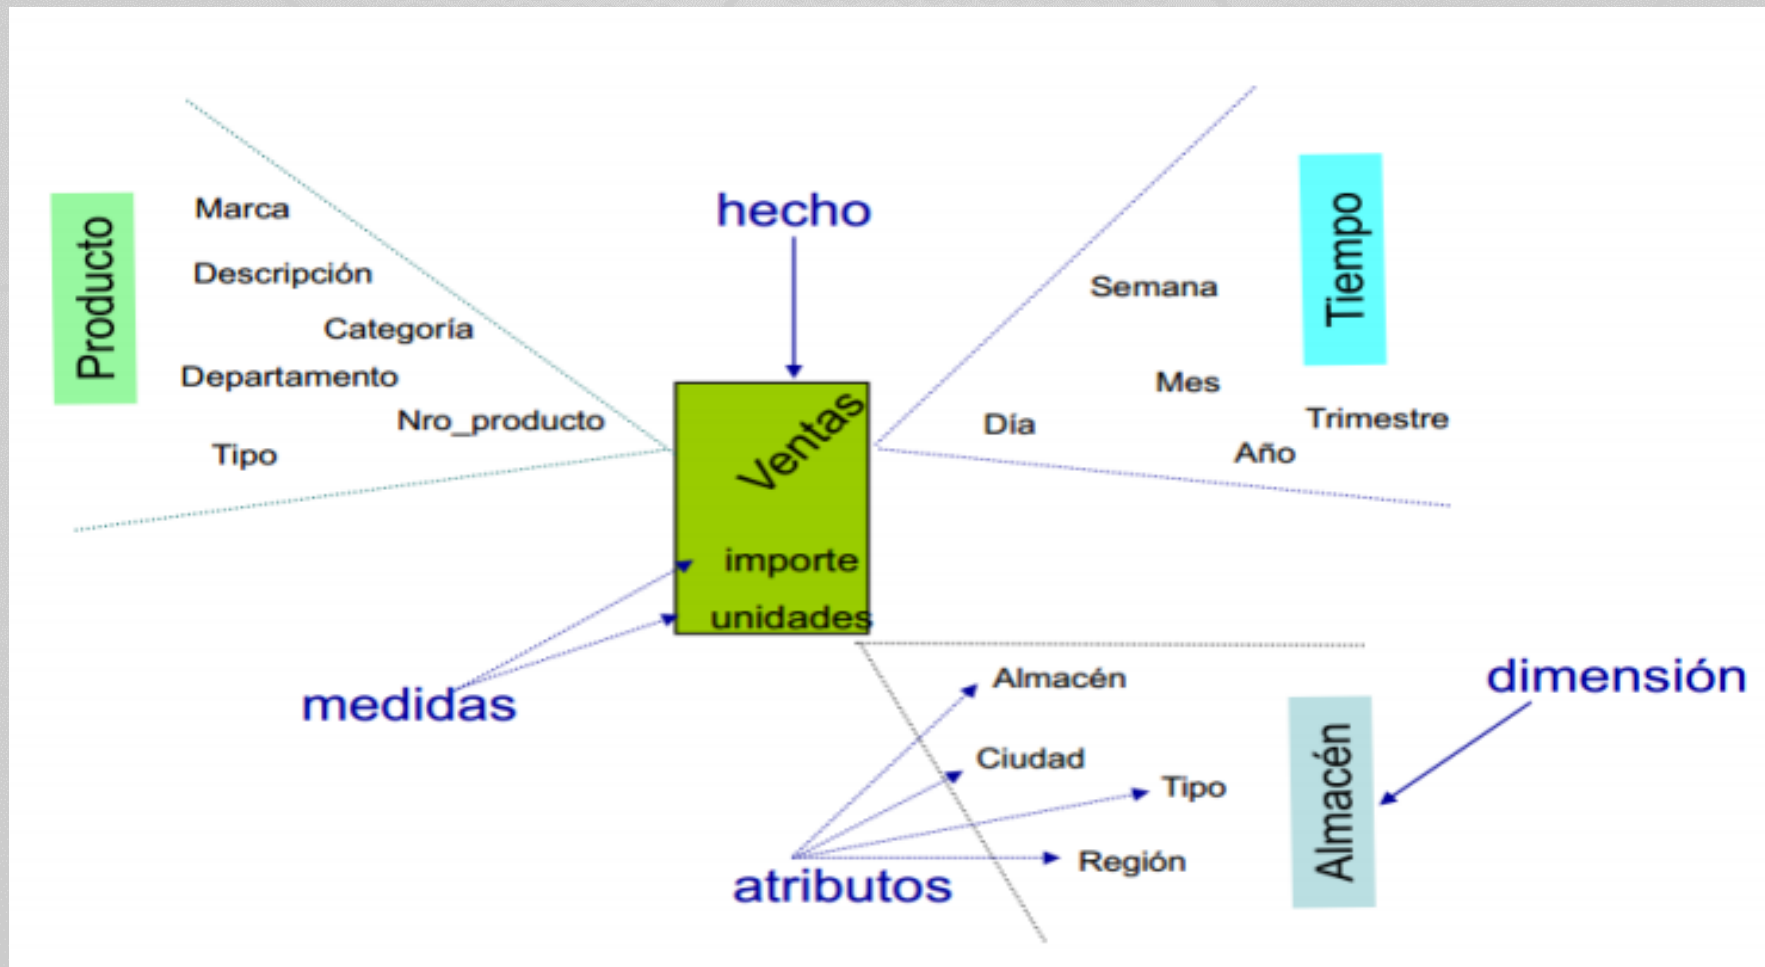 Producto
Marca
Descripción
Categoría
Departamento
Nro_producto
Tipo
hecho
Ventas
importe
unidades
medidas
Tiempo
Semana
Mes
Día
Trimestre
Año
Almacén
Ciudad
Tipo
Región
atributos
Almacén
dimensión